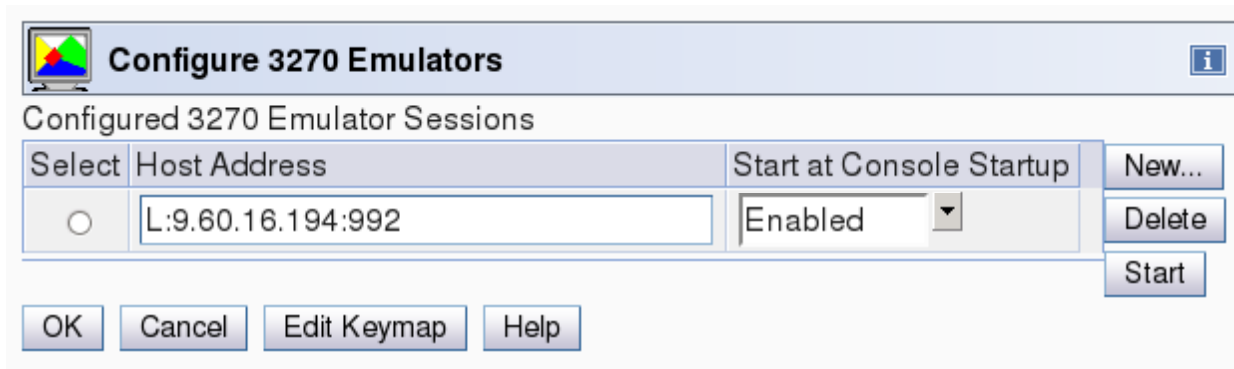 Configure 3270 Emulators
i
Configured 3270 Emulator Sessions
Select Host Address Start at Console Startup New...
L:9.60.16.194:992 Enabled Delete
Start
OK Cancel Edit Keymap Help